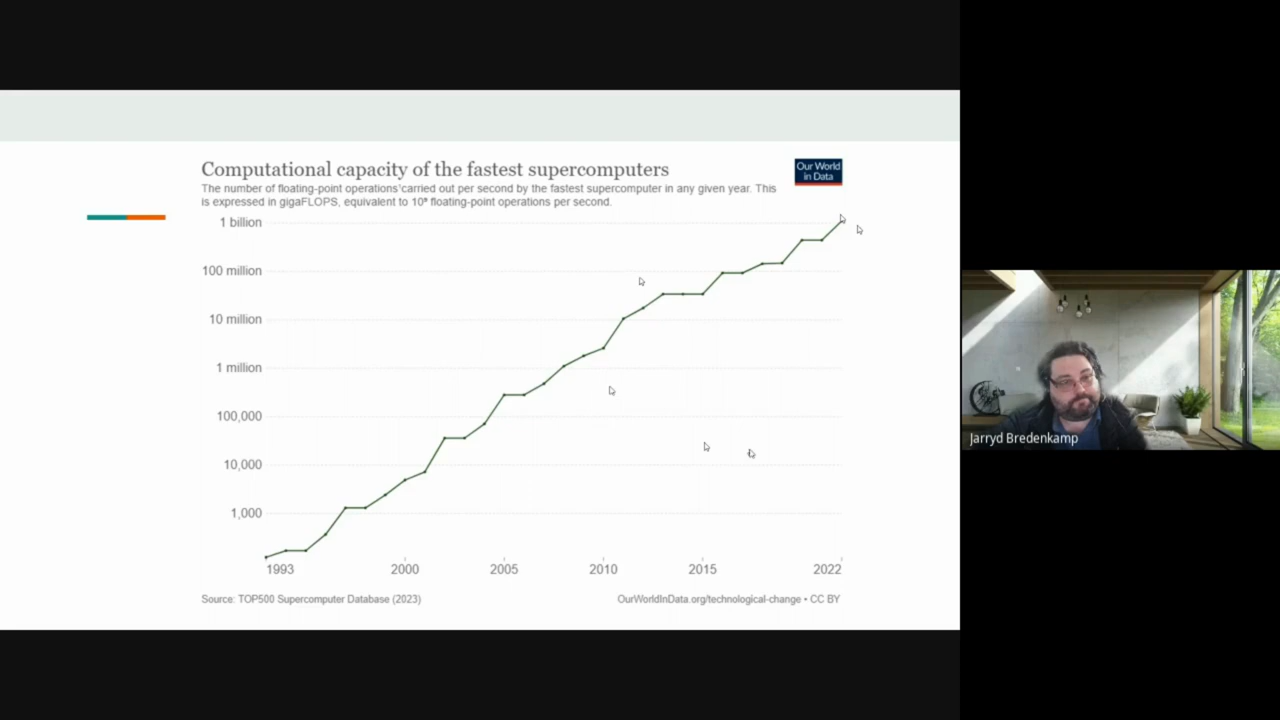 Computational capacity of the fastest supercomputers
Our World
in Data
The number of floating-point operations¹carried out per second by the fastest supercomputer in any given year. This
is expressed in gigaFLOPS, equivalent to 10⁹ floating-point operations per second.
1 billion
100 million
10 million
1 million
100,000
10,000
1,000
1993
2000
2005
2010
2015
2022
Source: TOP500 Supercomputer Database (2023)
OurWorldInData.org/technological-change • CC BY
Jarryd Bredenkamp